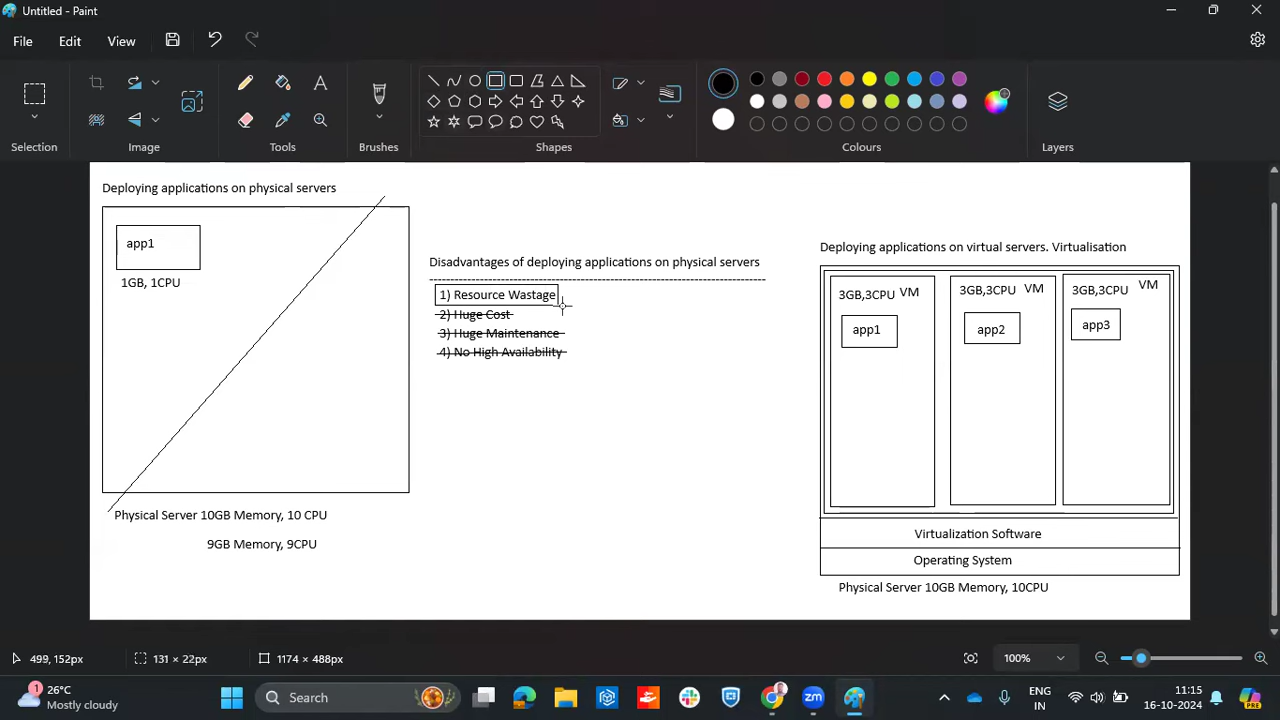 Untitled - Paint
File Edit View
Selection Image Tools Brushes Shapes Colours Layers
Deploying applications on physical servers
app1
1GB, 1CPU
Physical Server 10GB Memory, 10 CPU
9GB Memory, 9CPU
Disadvantages of deploying applications on physical servers
--------------------------------------------------------------------------------
1) Resource Wastage
2) Huge Cost
3) Huge Maintenance
4) No High Availability
Deploying applications on virtual servers. Virtualisation
3GB,3CPU VM
app1
3GB,3CPU VM
app2
3GB,3CPU VM
app3
Virtualization Software
Operating System
Physical Server 10GB Memory, 10CPU
499, 152px 131 × 22px 1174 × 488px 100%
1
26°C
Mostly cloudy
Search
zm
ENG
IN
11:15
16-10-2024
PRE